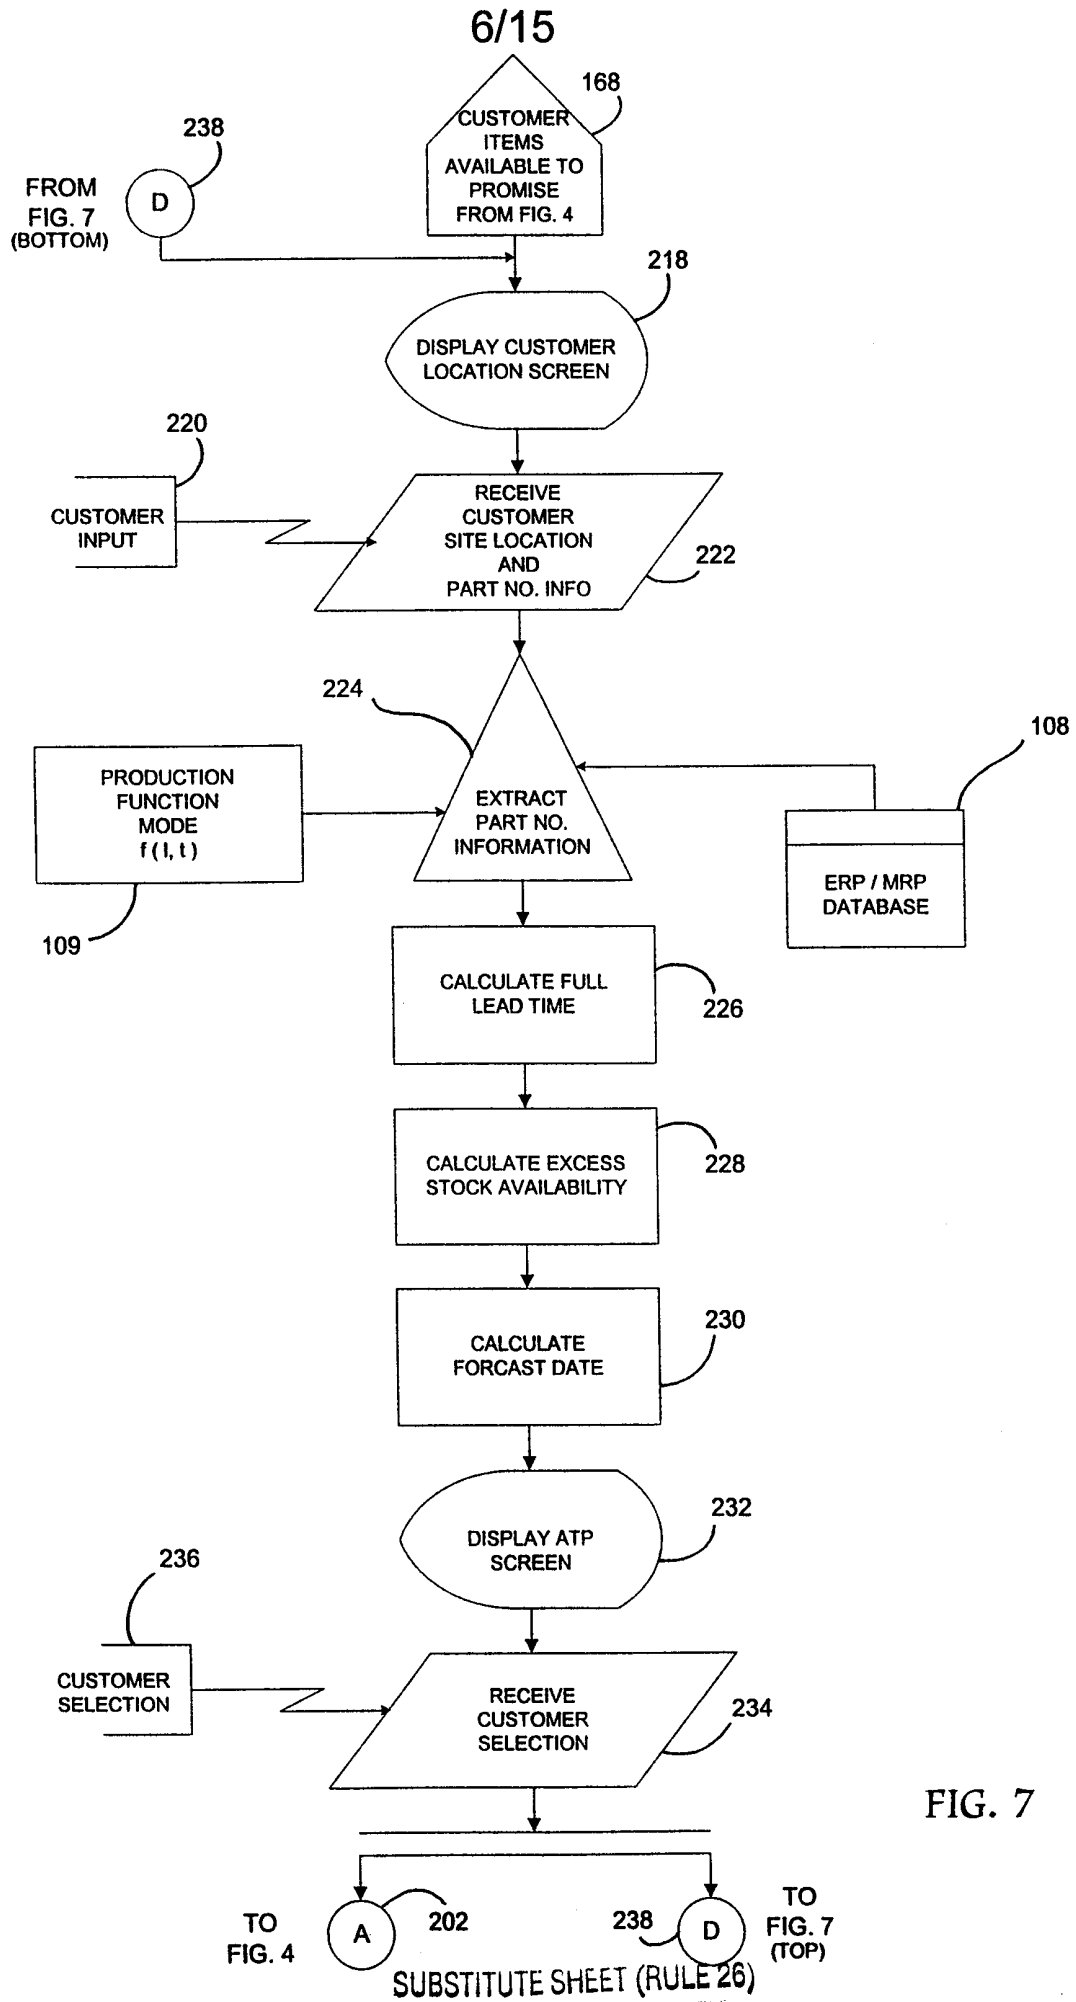 6/15
168
CUSTOMER
ITEMS
AVAILABLE TO
PROMISE
FROM FIG. 4
238
FROM
FIG. 7
(BOTTOM)
D
218
DISPLAY CUSTOMER
LOCATION SCREEN
220
CUSTOMER
INPUT
RECEIVE
CUSTOMER
SITE LOCATION
AND
PART NO. INFO
222
224
108
PRODUCTION
FUNCTION
MODE
f ( I, t )
109
EXTRACT
PART NO.
INFORMATION
ERP / MRP
DATABASE
CALCULATE FULL
LEAD TIME
226
CALCULATE EXCESS
STOCK AVAILABILITY
228
CALCULATE
FORCAST DATE
230
DISPLAY ATP
SCREEN
232
236
CUSTOMER
SELECTION
RECEIVE
CUSTOMER
SELECTION
234
FIG. 7
TO
FIG. 4
A
202
238
D
TO
FIG. 7
(TOP)
SUBSTITUTE SHEET (RULE 26)